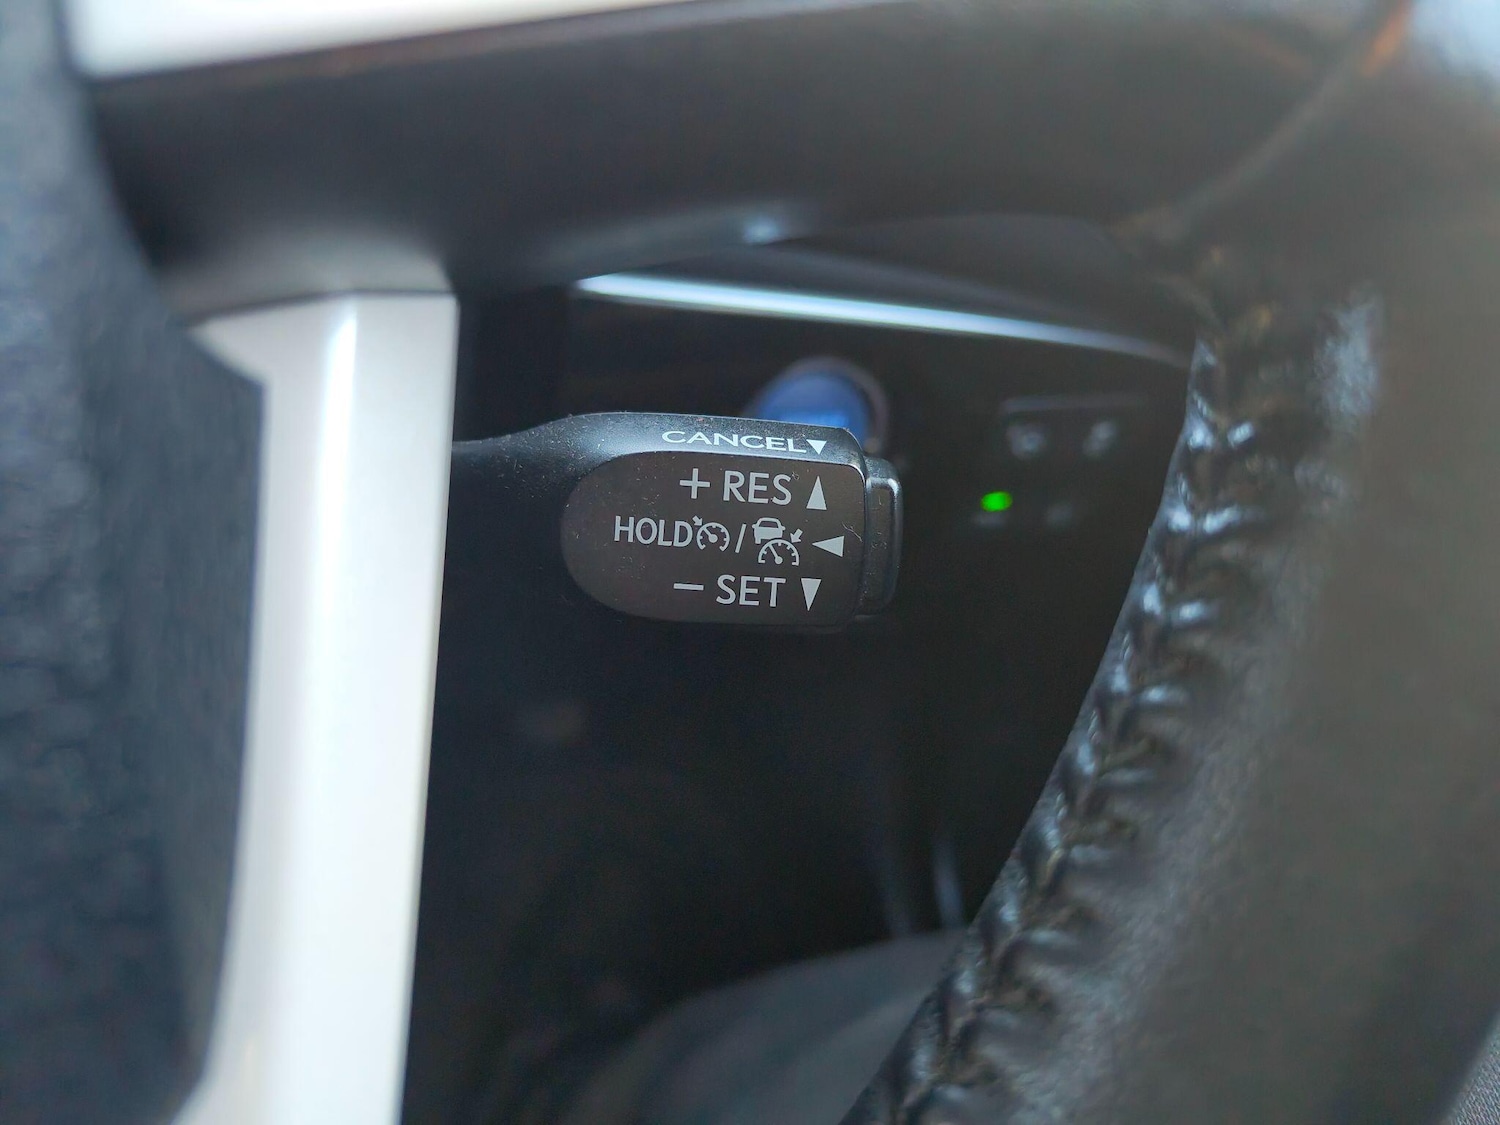 CANCEL▼
+ RES ▲
HOLD / ◀
− SET ▼